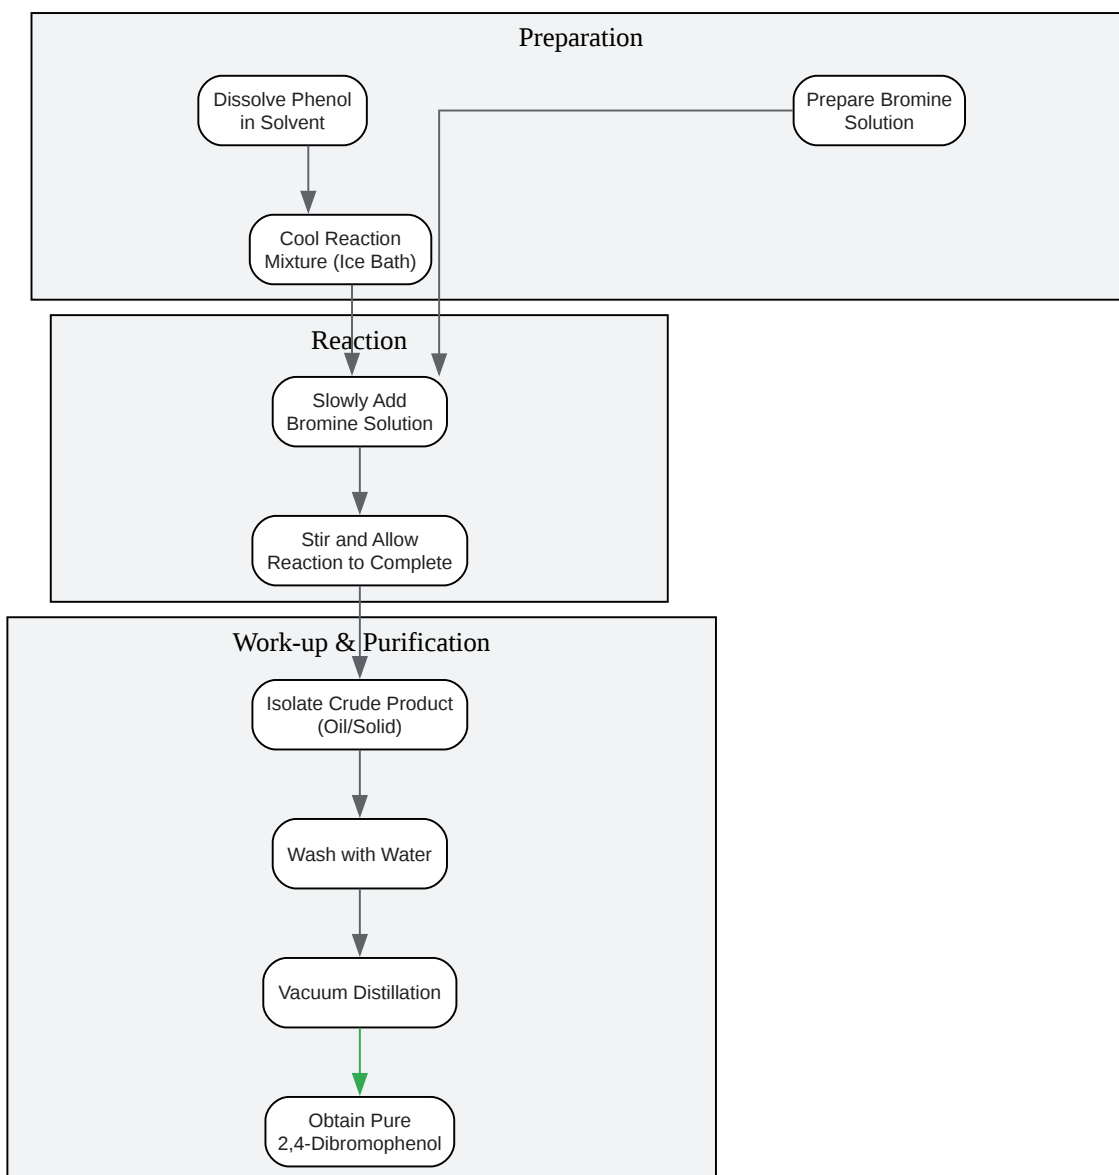 Preparation
Dissolve Phenol
in Solvent
Prepare Bromine
Solution
Cool Reaction
Mixture (Ice Bath)
Reaction
Slowly Add
Bromine Solution
Stir and Allow
Reaction to Complete
Work-up & Purification
Isolate Crude Product
(Oil/Solid)
Wash with Water
Vacuum Distillation
Obtain Pure
2,4-Dibromophenol